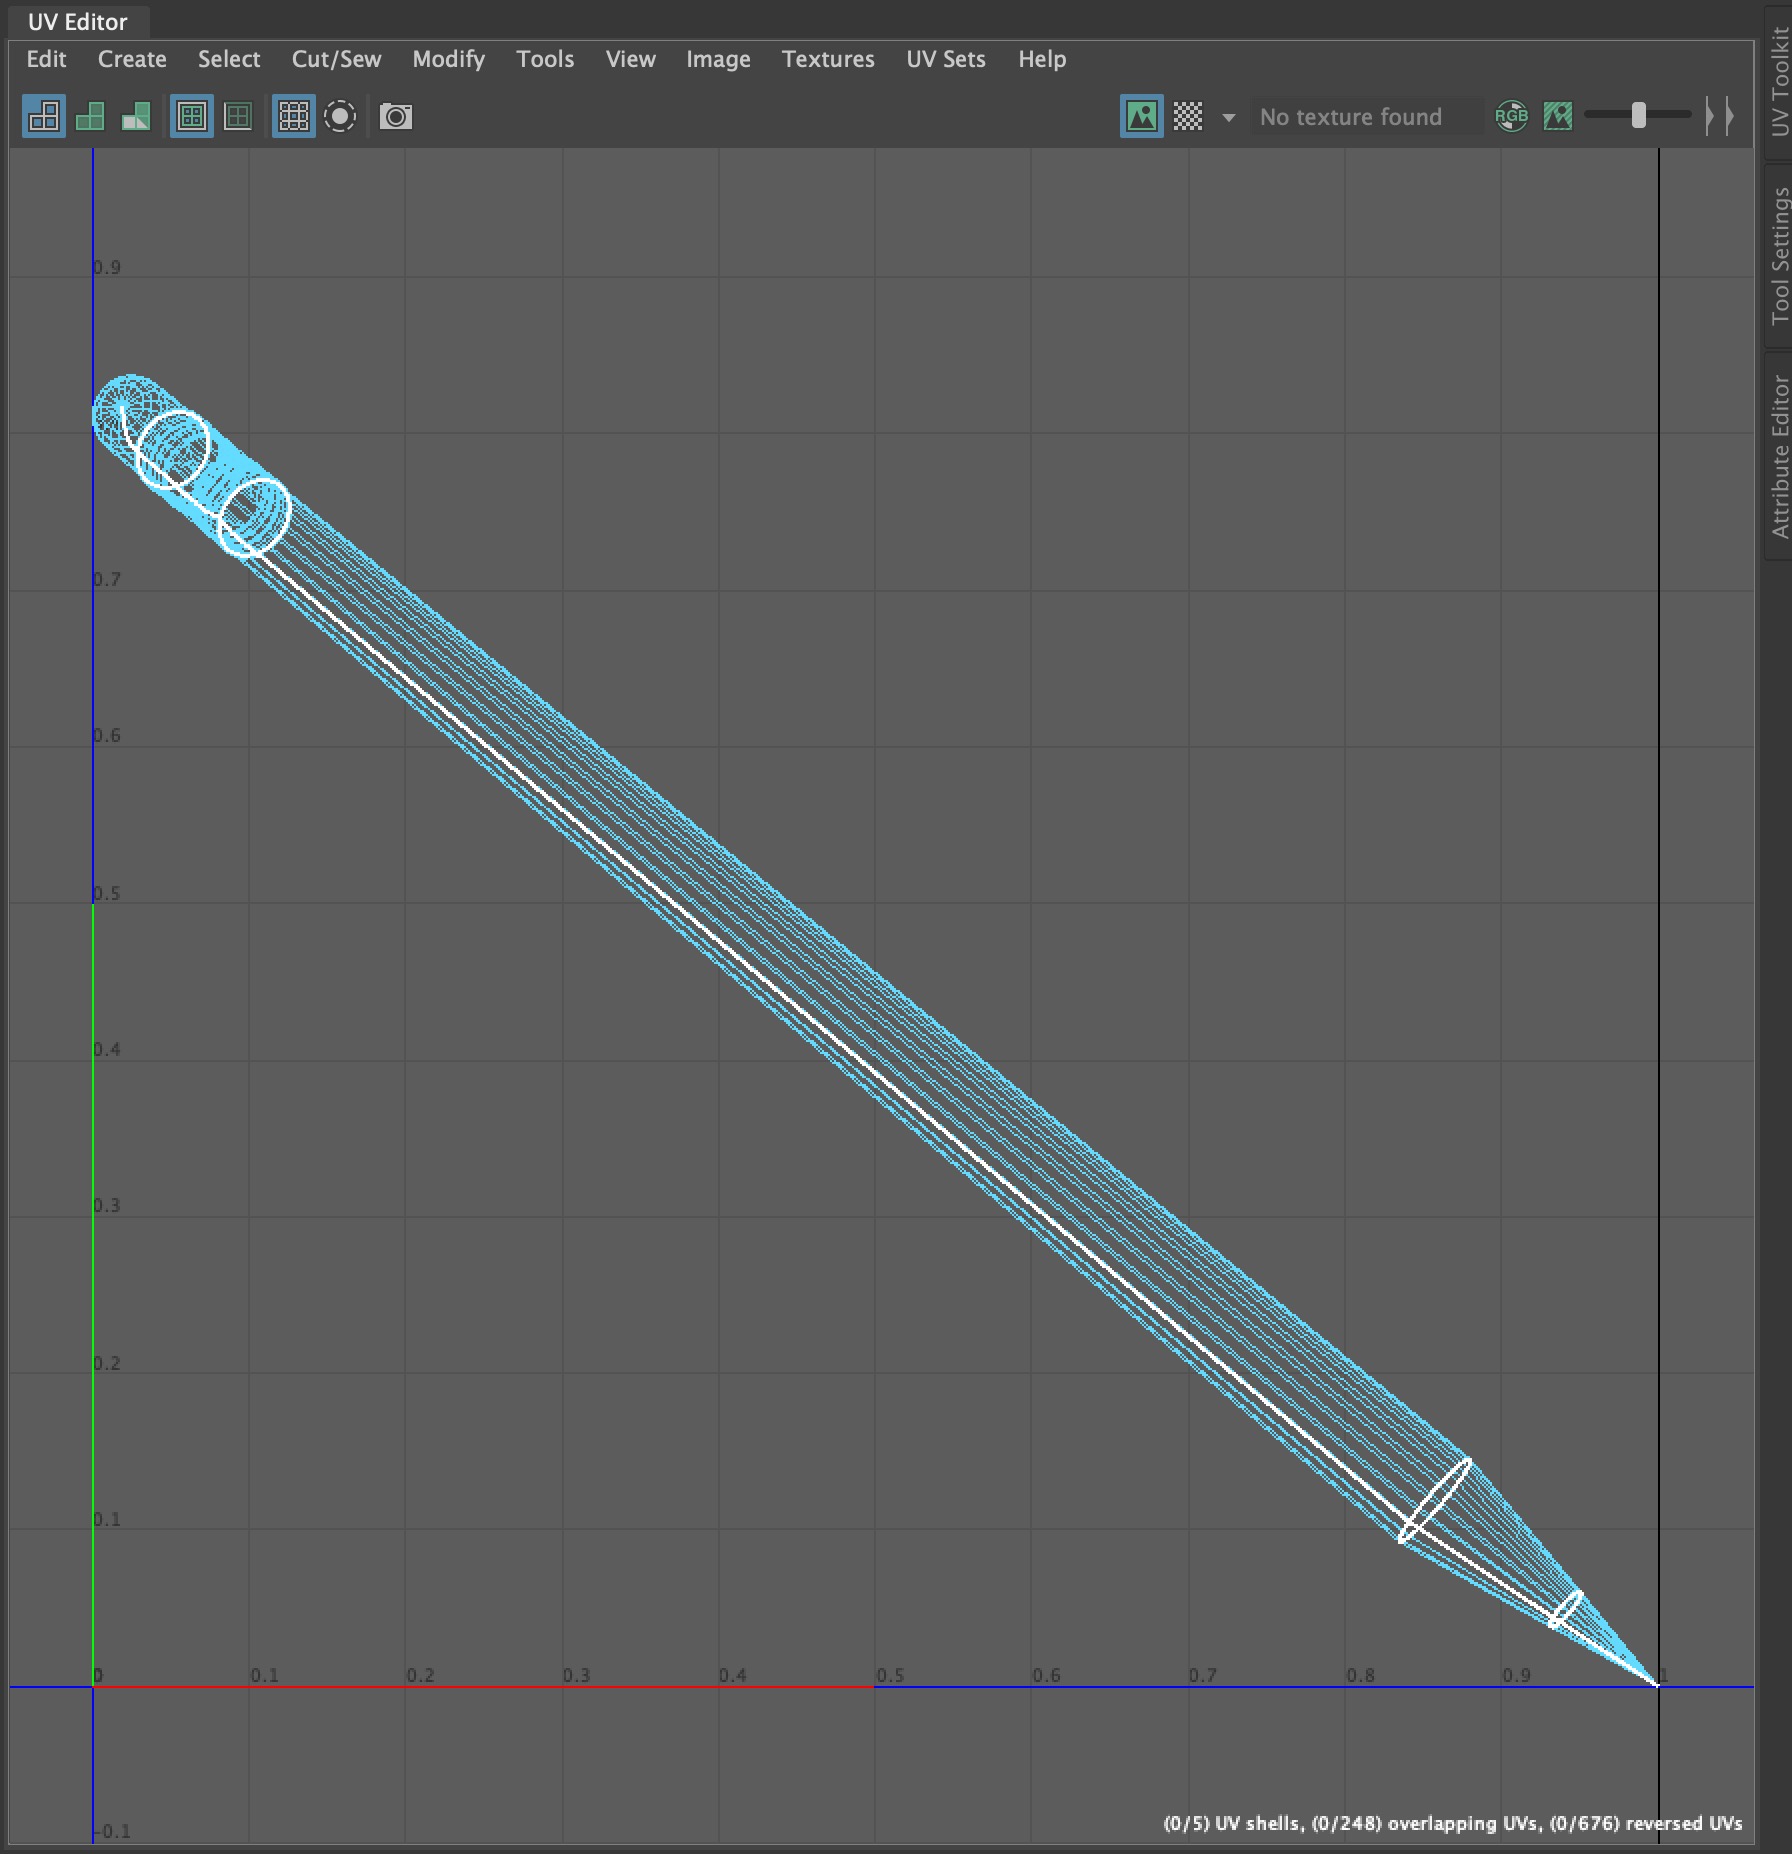 UV Editor
Edit Create Select Cut/Sew Modify Tools View Image Textures UV Sets Help
No texture found
RGB
UV Toolkit
Tool Settings
Attribute Editor
0.9
0.7
0.6
0.5
0.4
0.3
0.2
0.1
0 0.1 0.2 0.3 0.4 0.5 0.6 0.7 0.8 0.9 1
-0.1
(0/5) UV shells, (0/248) overlapping UVs, (0/676) reversed UVs